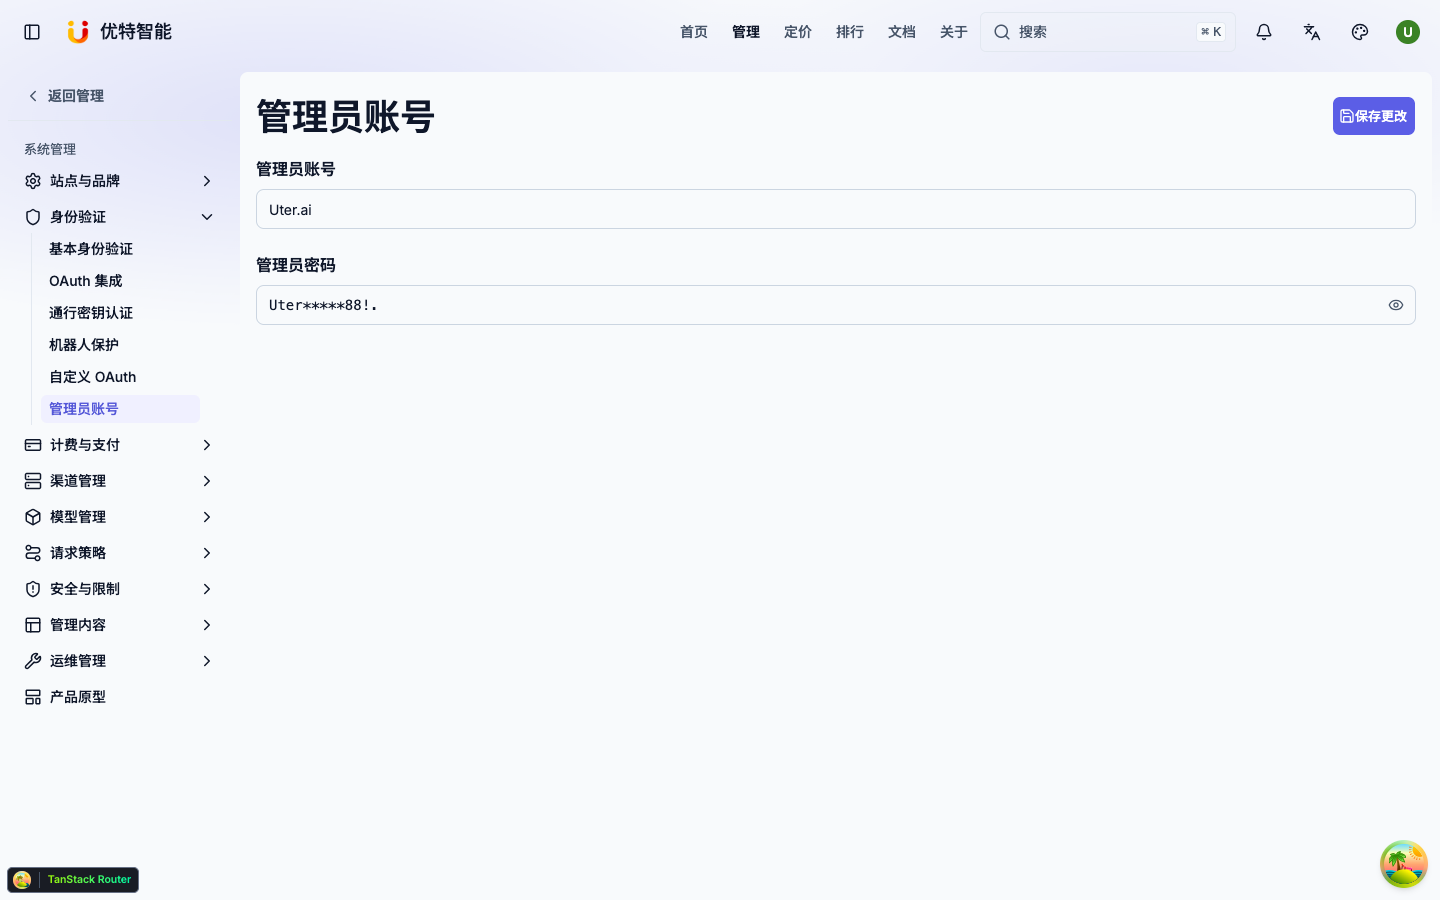 优特智能
首页 管理 定价 排行 文档 关于
搜索
⌘ K
U
返回管理
系统管理
站点与品牌
身份验证
基本身份验证
OAuth 集成
通行密钥认证
机器人保护
自定义 OAuth
管理员账号
计费与支付
渠道管理
模型管理
请求策略
安全与限制
管理内容
运维管理
产品原型
管理员账号
保存更改
管理员账号
Uter.ai
管理员密码
Uter*****88!.
TanStack Router